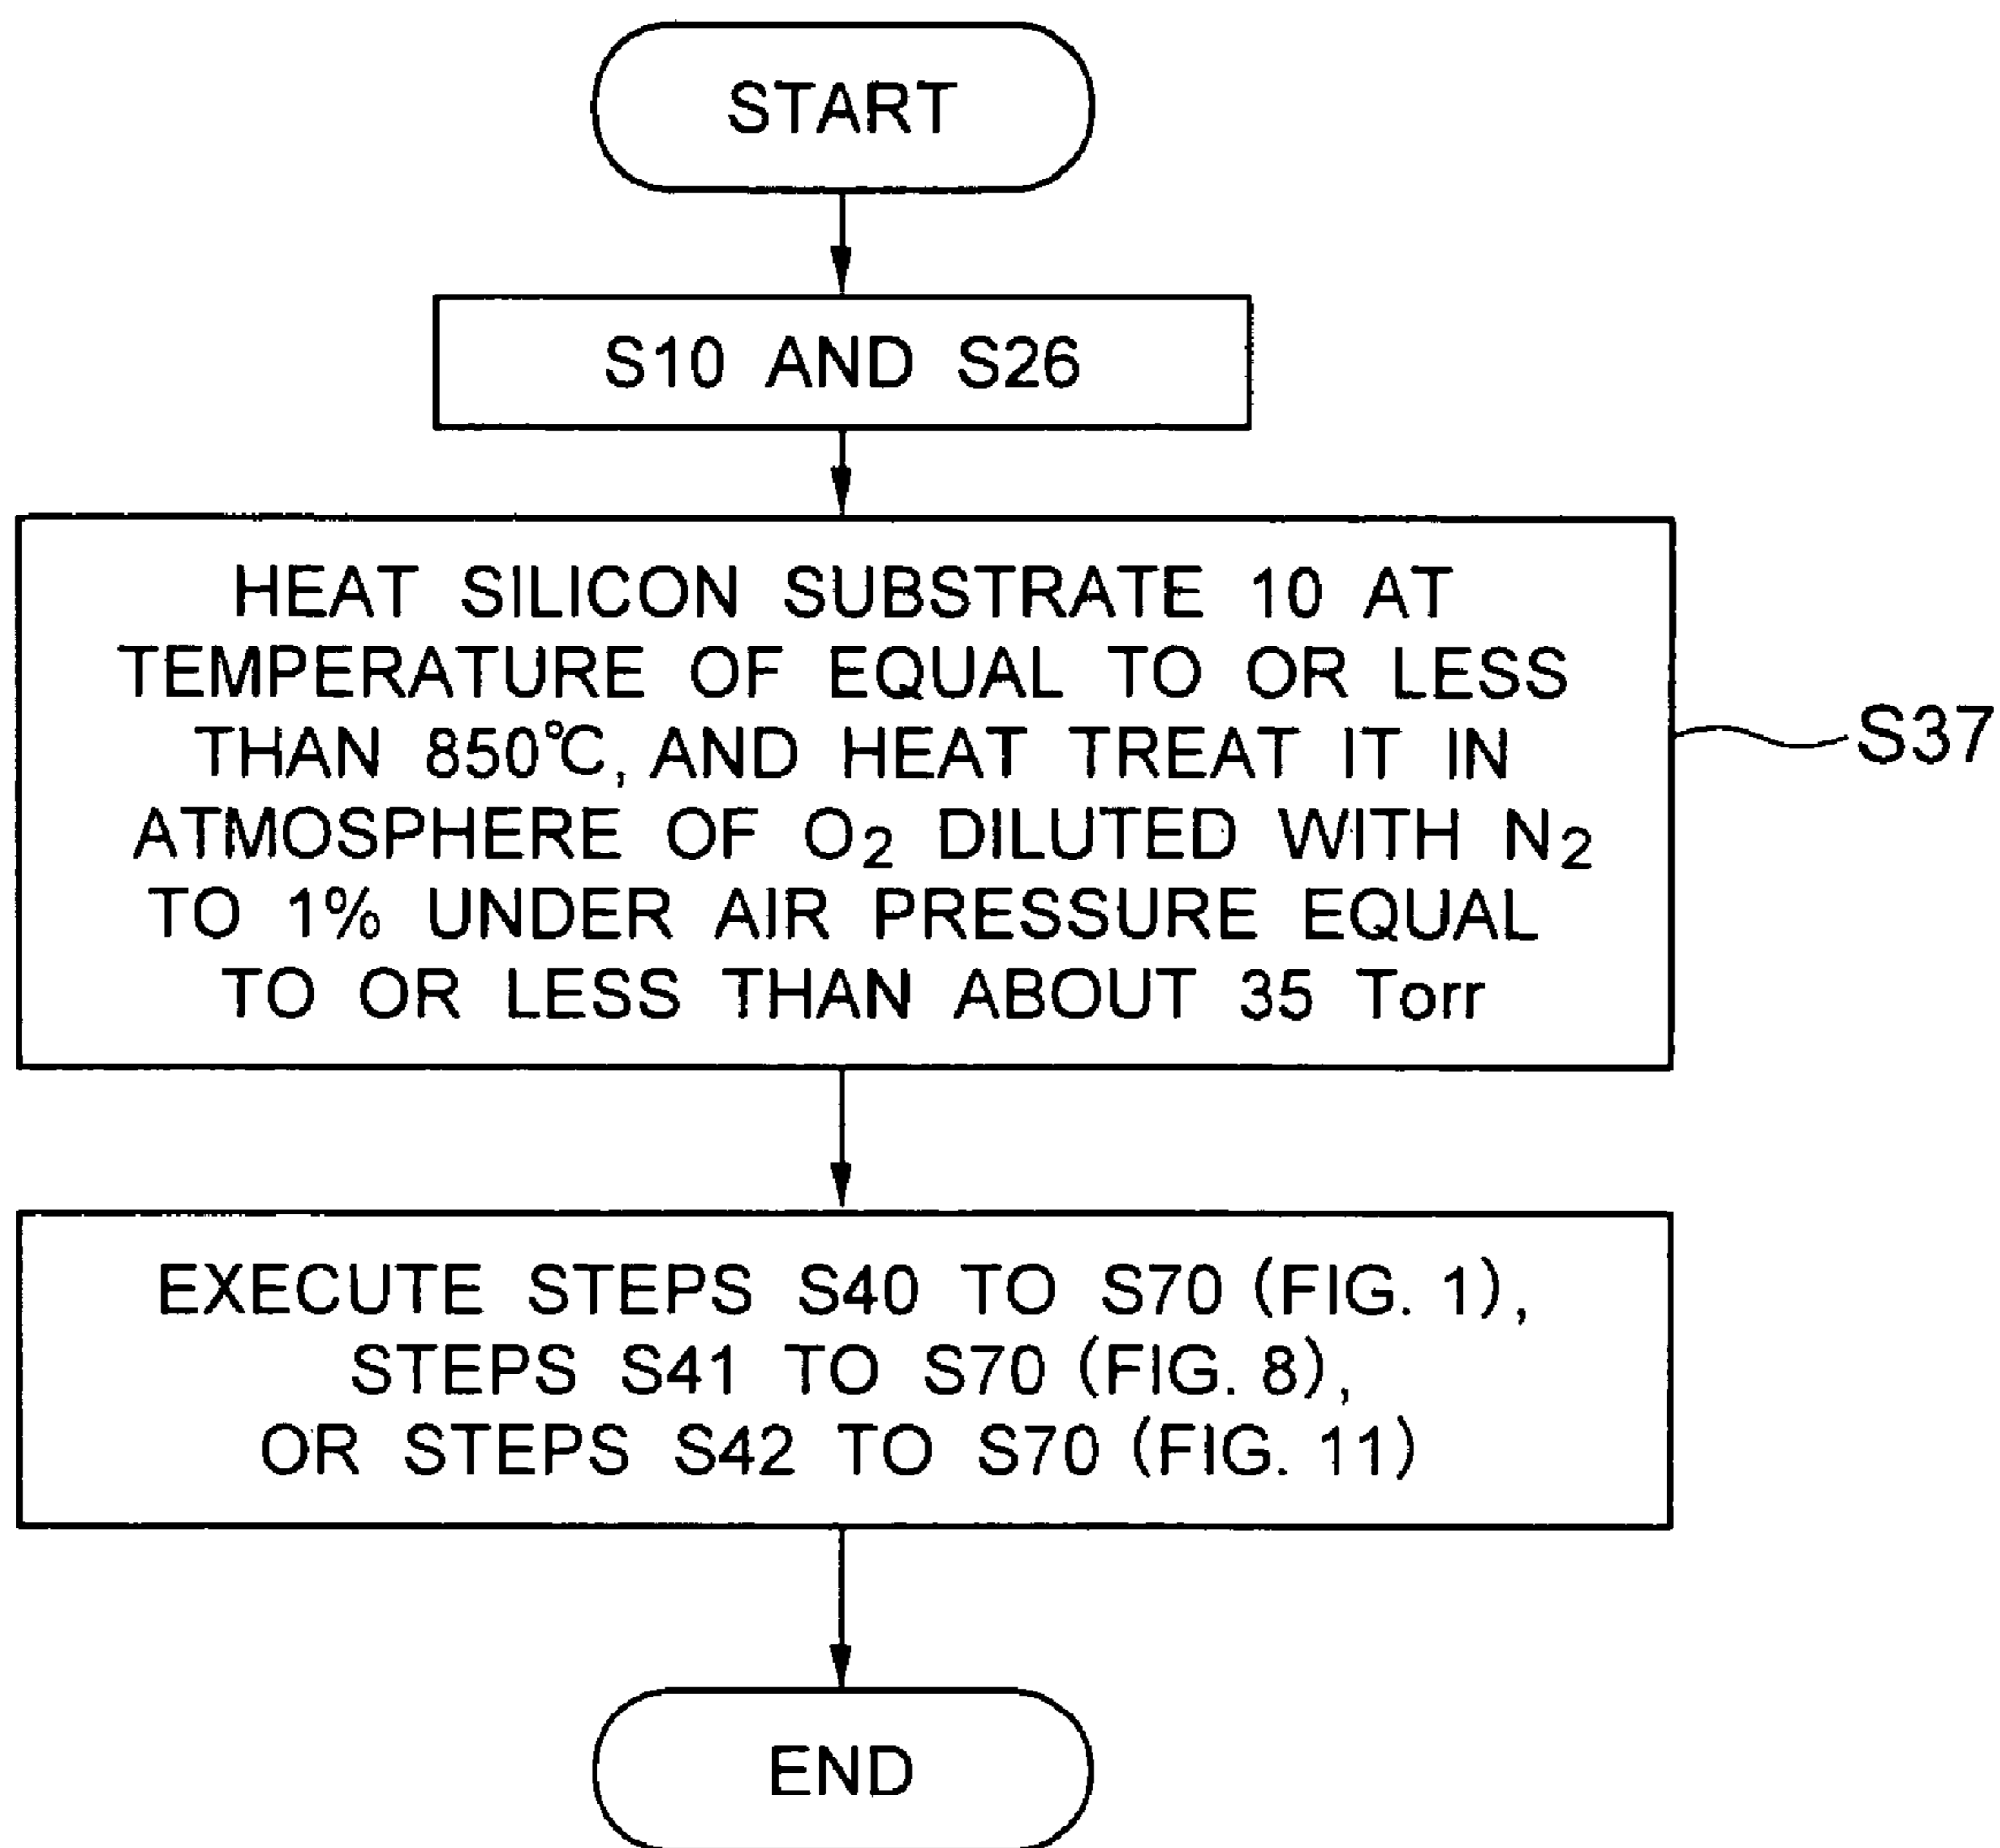 START
S10 AND S26
HEAT SILICON SUBSTRATE 10 AT
TEMPERATURE OF EQUAL TO OR LESS
THAN 850℃, AND HEAT TREAT IT IN
ATMOSPHERE OF O₂ DILUTED WITH N₂
TO 1% UNDER AIR PRESSURE EQUAL
TO OR LESS THAN ABOUT 35 Torr
S37
EXECUTE STEPS S40 TO S70 (FIG. 1),
STEPS S41 TO S70 (FIG. 8),
OR STEPS S42 TO S70 (FIG. 11)
END